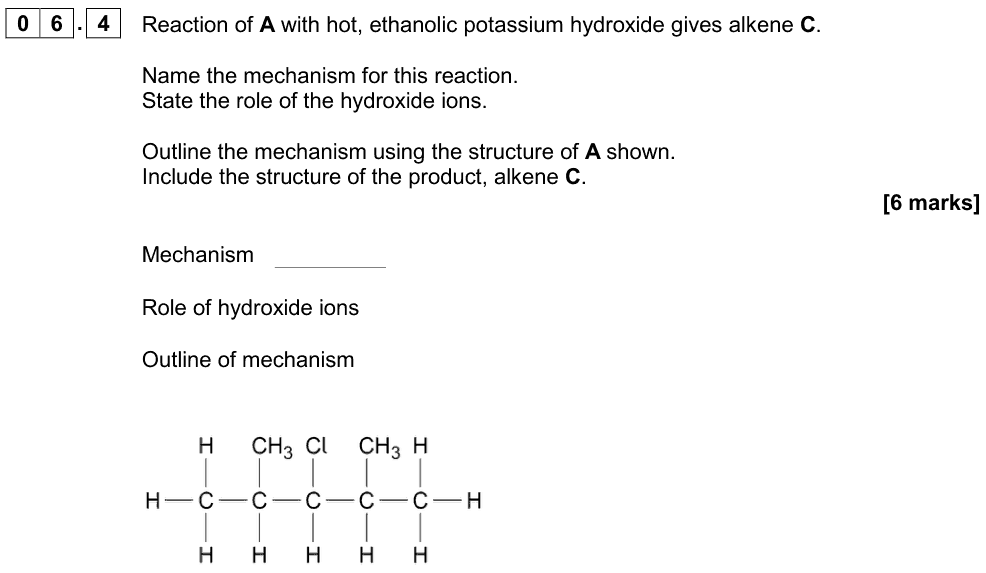 06.4 Reaction of A with hot, ethanolic potassium hydroxide gives alkene C.
Name the mechanism for this reaction.
State the role of the hydroxide ions.
Outline the mechanism using the structure of A shown.
Include the structure of the product, alkene C.
[6 marks]
Mechanism
Role of hydroxide ions
Outline of mechanism
H CH3 Cl CH3 H
H C C C C C H
H H H H H